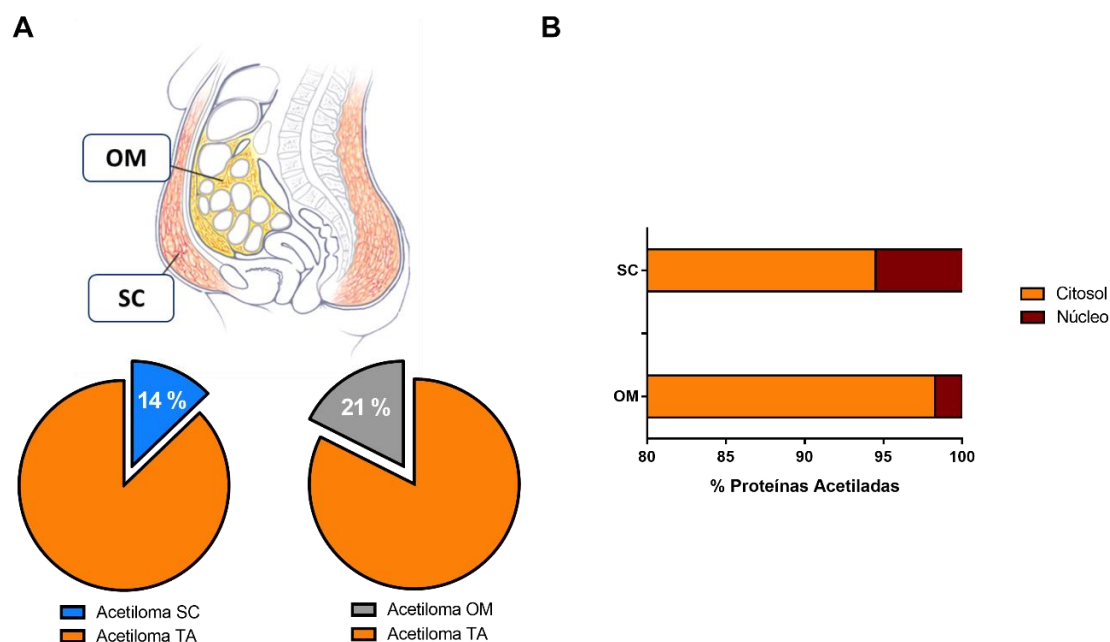 A
OM
SC
14 %
21 %
Acetiloma SC
Acetiloma TA
Acetiloma OM
Acetiloma TA
B
SC
OM
80 85 90 95 100
% Proteínas Acetiladas
Citosol
Núcleo